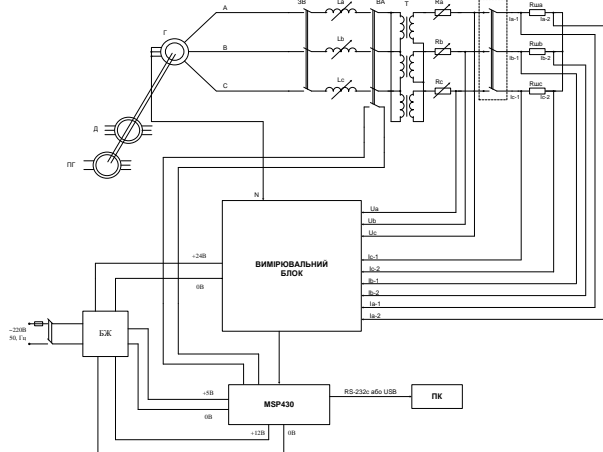 ЗВ
La
ВА
Т
Ra
Ia-1
Rша
Ia-2
A
Г
B
Lb
Rb
Ib-1
Rшb
Ib-2
C
Lc
Rc
Ic-1
Rшc
Ic-2
Д
ПГ
N
Ua
Ub
Uc
ВИМІРЮВАЛЬНИЙ
БЛОК
+24В
0В
Ic-1
Ic-2
Ib-1
Ib-2
Ia-1
Ia-2
~220В
50, Гц
БЖ
+5В
0В
MSP430
RS-232с або USB
ПК
+12В
0В